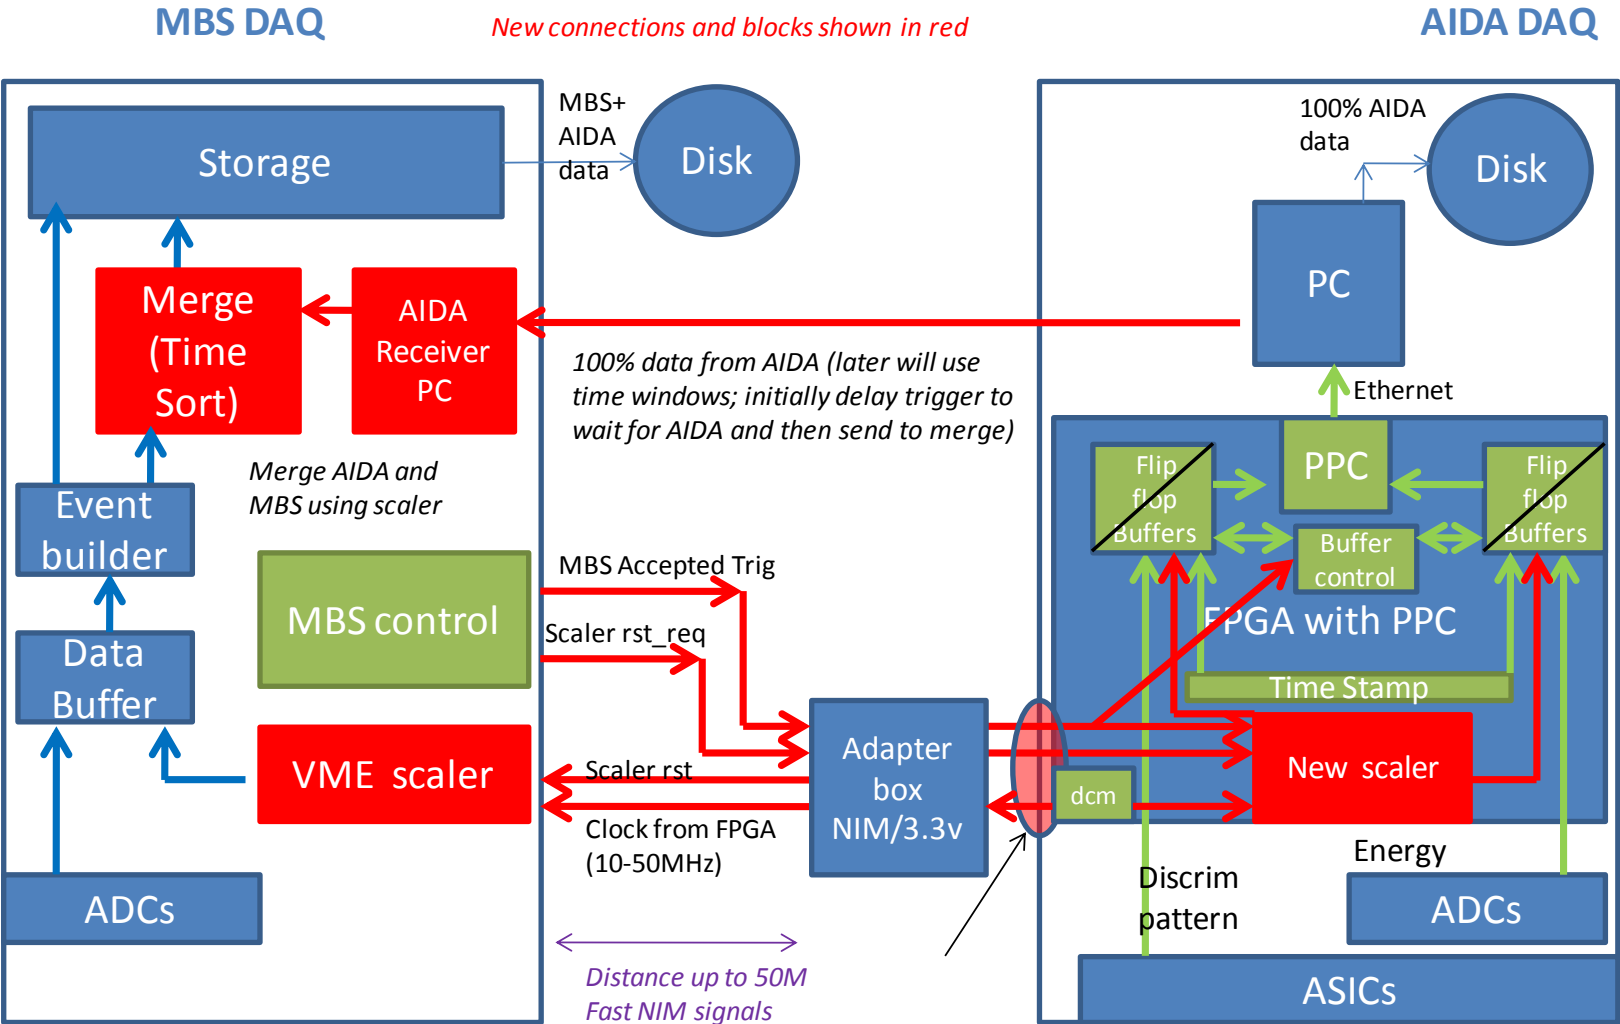 MBS DAQ
New connections and blocks shown in red
AIDA DAQ
Storage
MBS+
AIDA
data
Disk
100% AIDA
data
Disk
PC
Merge
(Time
Sort)
AIDA
Receiver
PC
100% data from AIDA (later will use
time windows; initially delay trigger to
wait for AIDA and then send to merge)
Ethernet
Merge AIDA and
MBS using scaler
Event
builder
Flip
flop
Buffers
PPC
Flip
flop
Buffers
Buffer
control
FPGA with PPC
MBS control
MBS Accepted Trig
Scaler rst_req
Data
Buffer
Time Stamp
VME scaler
Scaler rst
Clock from FPGA
(10-50MHz)
Adapter
box
NIM/3.3v
dcm
New scaler
ADCs
Discrim
pattern
Energy
ADCs
Distance up to 50M
Fast NIM signals
ASICs